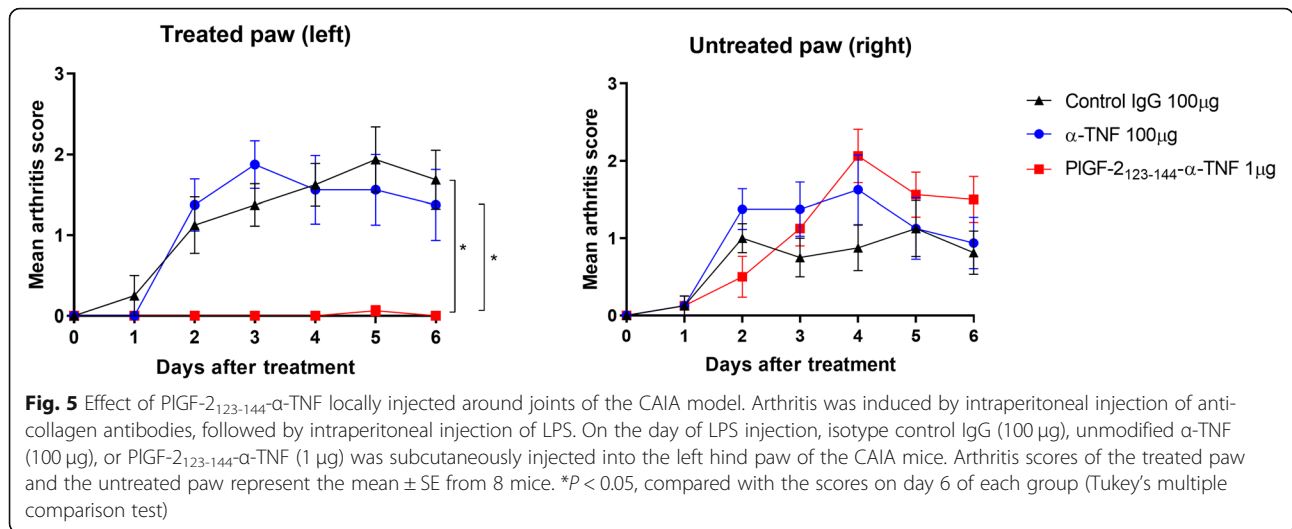 Treated paw (left)
Mean arthritis score
3
2
1
0
0 1 2 3 4 5 6
Days after treatment
*
*
Untreated paw (right)
Mean arthritis score
3
2
1
0
0 1 2 3 4 5 6
Days after treatment
Control IgG 100µg
α-TNF 100µg
PlGF-2123-144-α-TNF 1µg
Fig. 5 Effect of PlGF-2123-144-α-TNF locally injected around joints of the CAIA model. Arthritis was induced by intraperitoneal injection of anti-
collagen antibodies, followed by intraperitoneal injection of LPS. On the day of LPS injection, isotype control IgG (100 µg), unmodified α-TNF
(100 µg), or PlGF-2123-144-α-TNF (1 µg) was subcutaneously injected into the left hind paw of the CAIA mice. Arthritis scores of the treated paw
and the untreated paw represent the mean ± SE from 8 mice. *P < 0.05, compared with the scores on day 6 of each group (Tukey's multiple
comparison test)